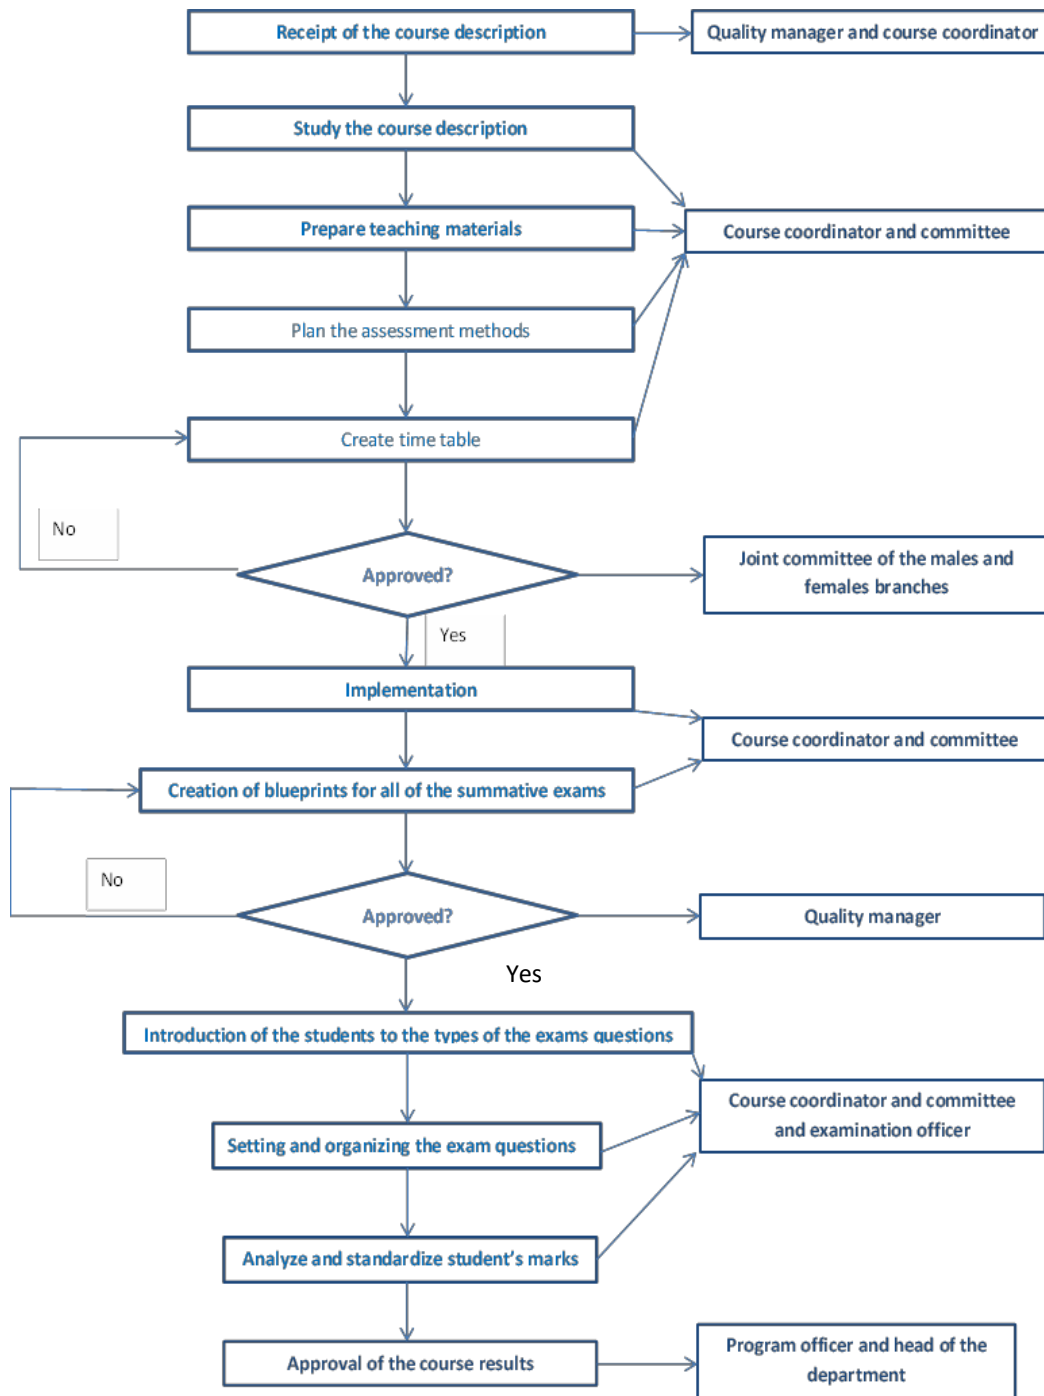 Receipt of the course description
Quality manager and course coordinator
Study the course description
Prepare teaching materials
Course coordinator and committee
Plan the assessment methods
Create time table
No
Approved?
Joint committee of the males and
females branches
Yes
Implementation
Course coordinator and committee
Creation of blueprints for all of the summative exams
No
Approved?
Quality manager
Yes
Introduction of the students to the types of the exams questions
Course coordinator and committee
and examination officer
Setting and organizing the exam questions
Analyze and standardize student's marks
Approval of the course results
Program officer and head of the
department